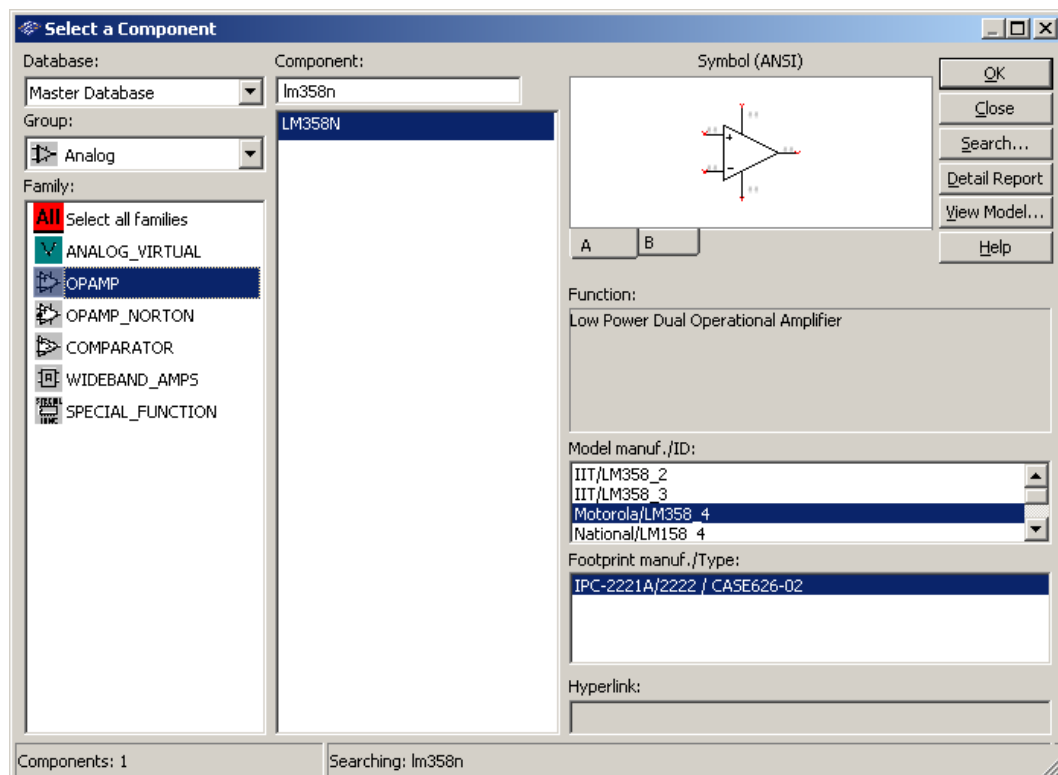 Select a Component
Database:
Master Database
Group:
Analog
Family:
All Select all families
ANALOG_VIRTUAL
OPAMP
OPAMP_NORTON
COMPARATOR
WIDEBAND_AMPS
SPECIAL_FUNCTION
Component:
lm358n
LM358N
Symbol (ANSI)
A
B
Function:
Low Power Dual Operational Amplifier
Model manuf./ID:
IIT/LM358_2
IIT/LM358_3
Motorola/LM358_4
National/LM158_4
Footprint manuf./Type:
IPC-2221A/2222 / CASE626-02
Hyperlink:
OK
Close
Search...
Detail Report
View Model...
Help
Components: 1
Searching: lm358n